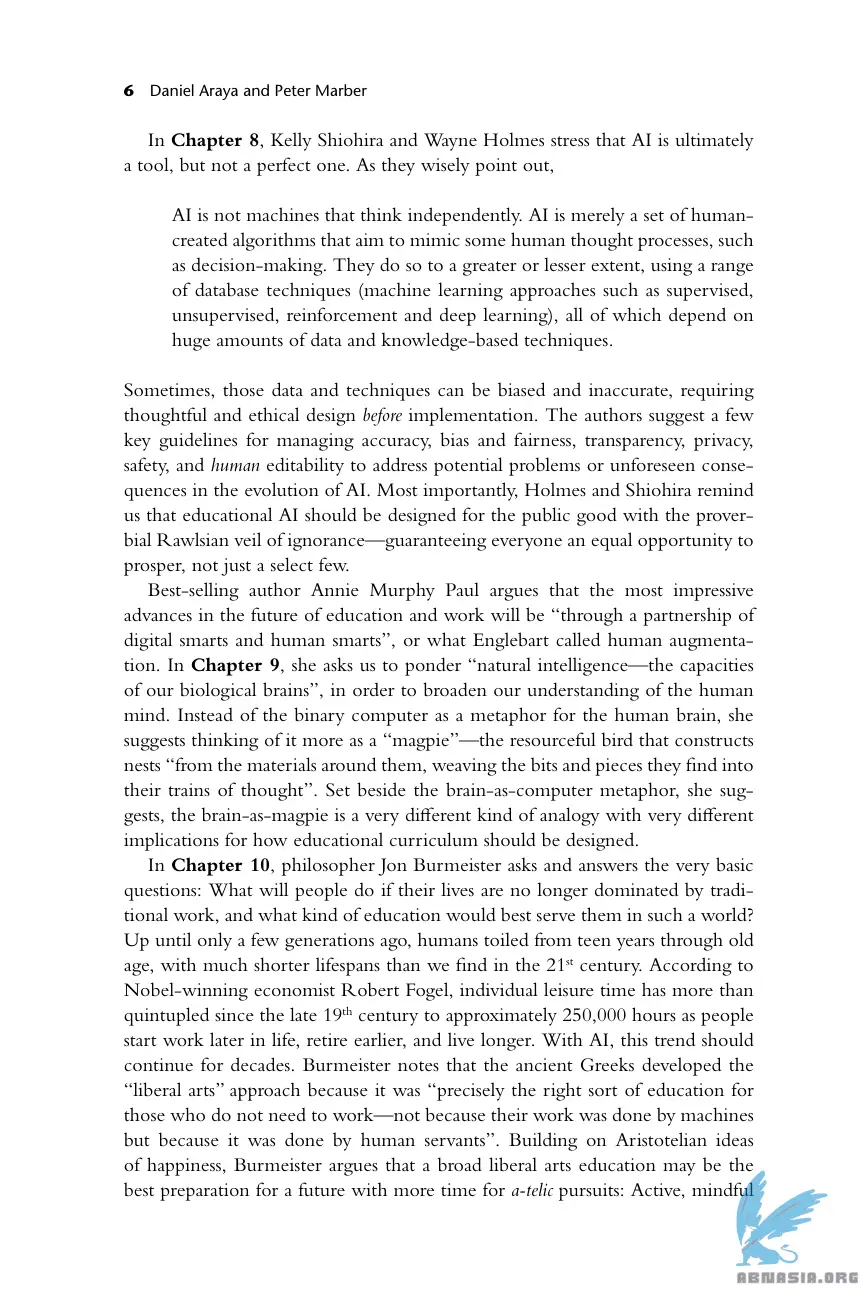 6 Daniel Araya and Peter Marber
In Chapter 8, Kelly Shiohira and Wayne Holmes stress that AI is ultimately
a tool, but not a perfect one. As they wisely point out,
AI is not machines that think independently. AI is merely a set of human-
created algorithms that aim to mimic some human thought processes, such
as decision-making. They do so to a greater or lesser extent, using a range
of database techniques (machine learning approaches such as supervised,
unsupervised, reinforcement and deep learning), all of which depend on
huge amounts of data and knowledge-based techniques.
Sometimes, those data and techniques can be biased and inaccurate, requiring
thoughtful and ethical design before implementation. The authors suggest a few
key guidelines for managing accuracy, bias and fairness, transparency, privacy,
safety, and human editability to address potential problems or unforeseen conse-
quences in the evolution of AI. Most importantly, Holmes and Shiohira remind
us that educational AI should be designed for the public good with the prover-
bial Rawlsian veil of ignorance—guaranteeing everyone an equal opportunity to
prosper, not just a select few.
Best-selling author Annie Murphy Paul argues that the most impressive
advances in the future of education and work will be “through a partnership of
digital smarts and human smarts”, or what Englebart called human augmenta-
tion. In Chapter 9, she asks us to ponder “natural intelligence—the capacities
of our biological brains”, in order to broaden our understanding of the human
mind. Instead of the binary computer as a metaphor for the human brain, she
suggests thinking of it more as a “magpie”—the resourceful bird that constructs
nests “from the materials around them, weaving the bits and pieces they find into
their trains of thought”. Set beside the brain-as-computer metaphor, she sug-
gests, the brain-as-magpie is a very different kind of analogy with very different
implications for how educational curriculum should be designed.
In Chapter 10, philosopher Jon Burmeister asks and answers the very basic
questions: What will people do if their lives are no longer dominated by tradi-
tional work, and what kind of education would best serve them in such a world?
Up until only a few generations ago, humans toiled from teen years through old
age, with much shorter lifespans than we find in the 21st century. According to
Nobel-winning economist Robert Fogel, individual leisure time has more than
quintupled since the late 19th century to approximately 250,000 hours as people
start work later in life, retire earlier, and live longer. With AI, this trend should
continue for decades. Burmeister notes that the ancient Greeks developed the
“liberal arts” approach because it was “precisely the right sort of education for
those who do not need to work—not because their work was done by machines
but because it was done by human servants”. Building on Aristotelian ideas
of happiness, Burmeister argues that a broad liberal arts education may be the
best preparation for a future with more time for a-telic pursuits: Active, mindful
ABNASIA.ORG